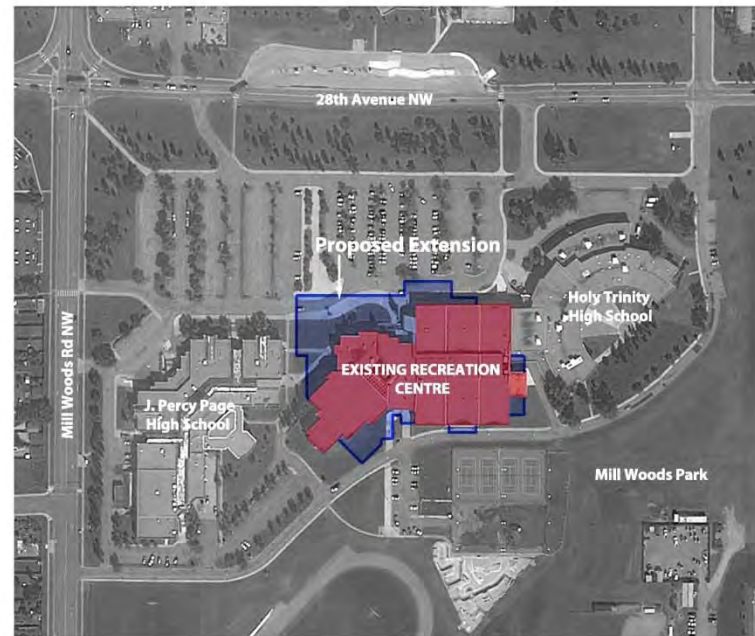 28th Avenue NW
Proposed Extension
Holy Trinity
High School
EXISTING RECREATION
CENTRE
Mill Woods Rd NW
J. Percy Page
High School
Mill Woods Park